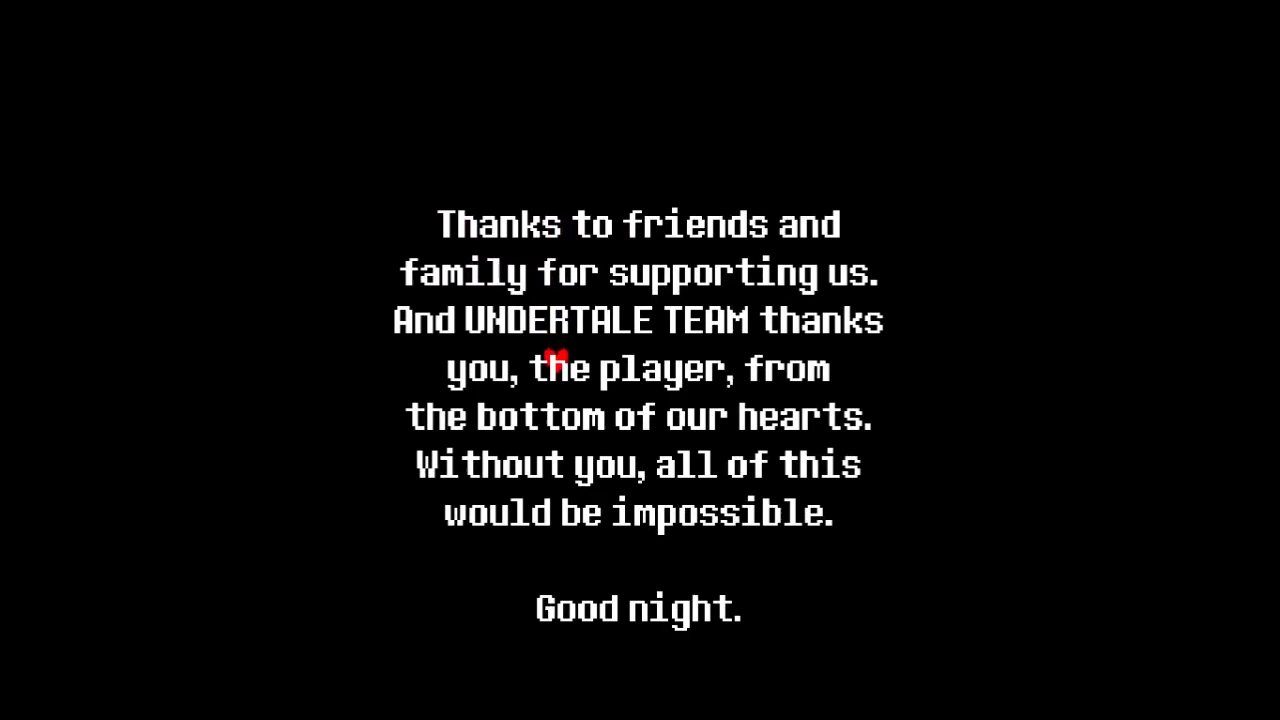 Thanks to friends and
family for supporting us.
And UNDERTALE TEAM thanks
you, the player, from
the bottom of our hearts.
Without you, all of this
would be impossible.
Good night.